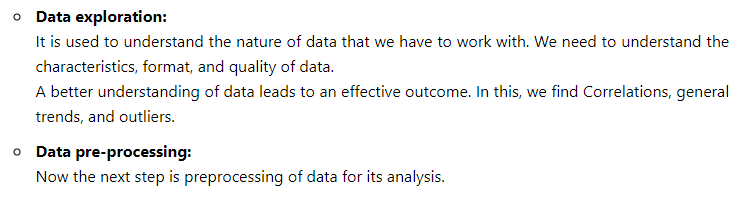 Data exploration:
It is used to understand the nature of data that we have to work with. We need to understand the
characteristics, format, and quality of data.
A better understanding of data leads to an effective outcome. In this, we find Correlations, general
trends, and outliers.
Data pre-processing:
Now the next step is preprocessing of data for its analysis.